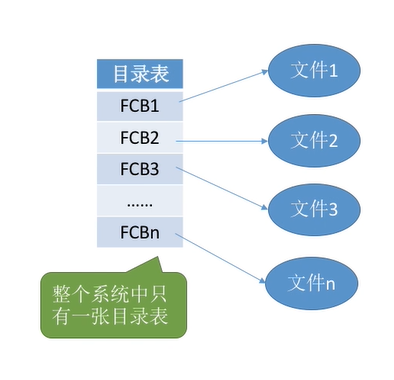 目录表
FCB1
FCB2
FCB3
......
FCBn
文件1
文件2
文件3
文件n
整个系统中只
有一张目录表